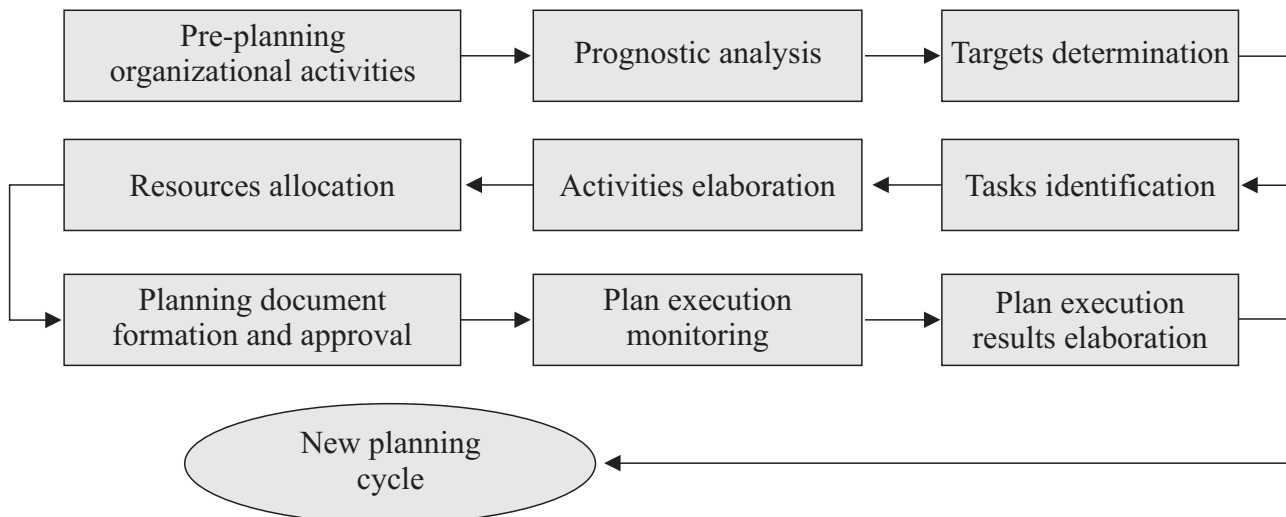 Pre-planning
organizational activities
Prognostic analysis
Targets determination
Resources allocation
Activities elaboration
Tasks identification
Planning document
formation and approval
Plan execution
monitoring
Plan execution
results elaboration
New planning
cycle